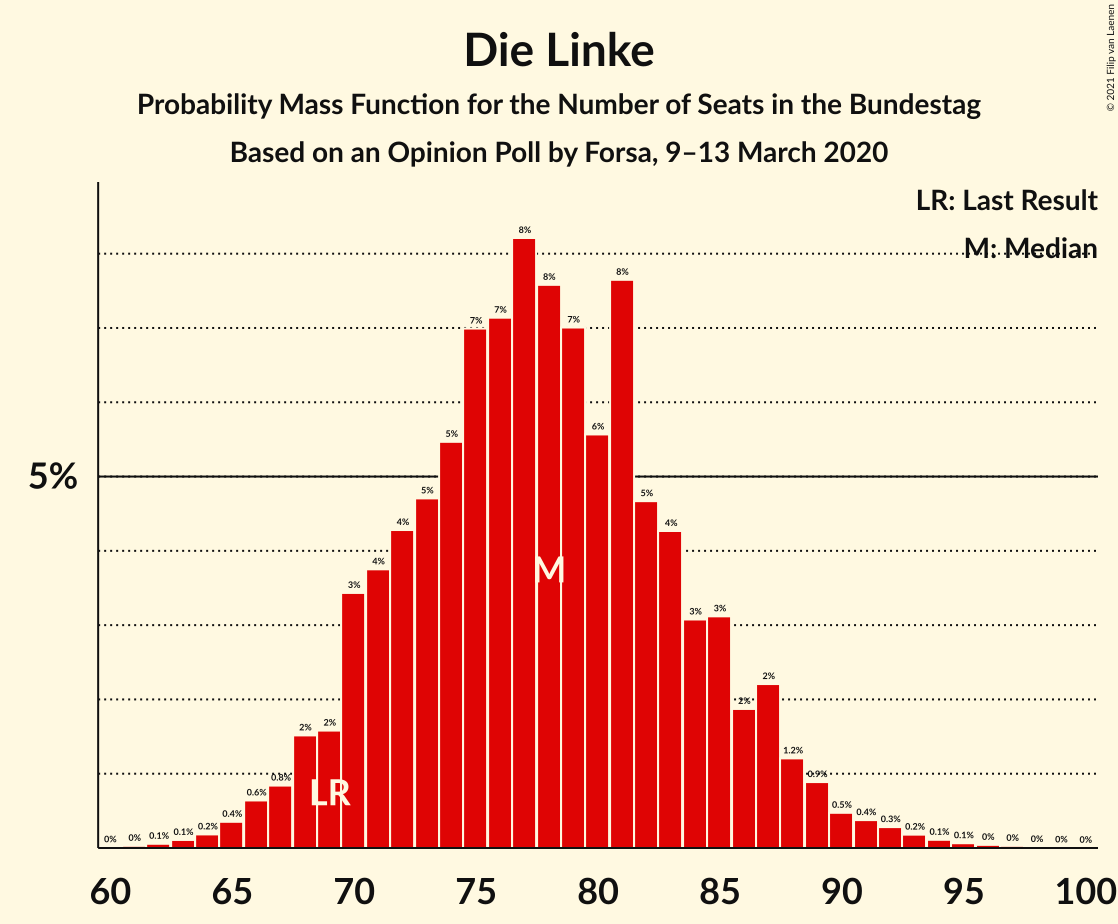 Die Linke
Probability Mass Function for the Number of Seats in the Bundestag
Based on an Opinion Poll by Forsa, 9–13 March 2020
© 2021 Filip van Laenen
LR: Last Result
M: Median
5%
0% 0% 0.1% 0.1% 0.2% 0.4% 0.6% 0.8% 2% 2% 3% 4% 4% 5% 5% 7% 7% 8% 8% 7% 6% 8% 5% 4% 3% 3% 2% 2% 1.2% 0.9% 0.5% 0.4% 0.3% 0.2% 0.1% 0.1% 0% 0% 0% 0% 0%
M
LR
60 65 70 75 80 85 90 95 100